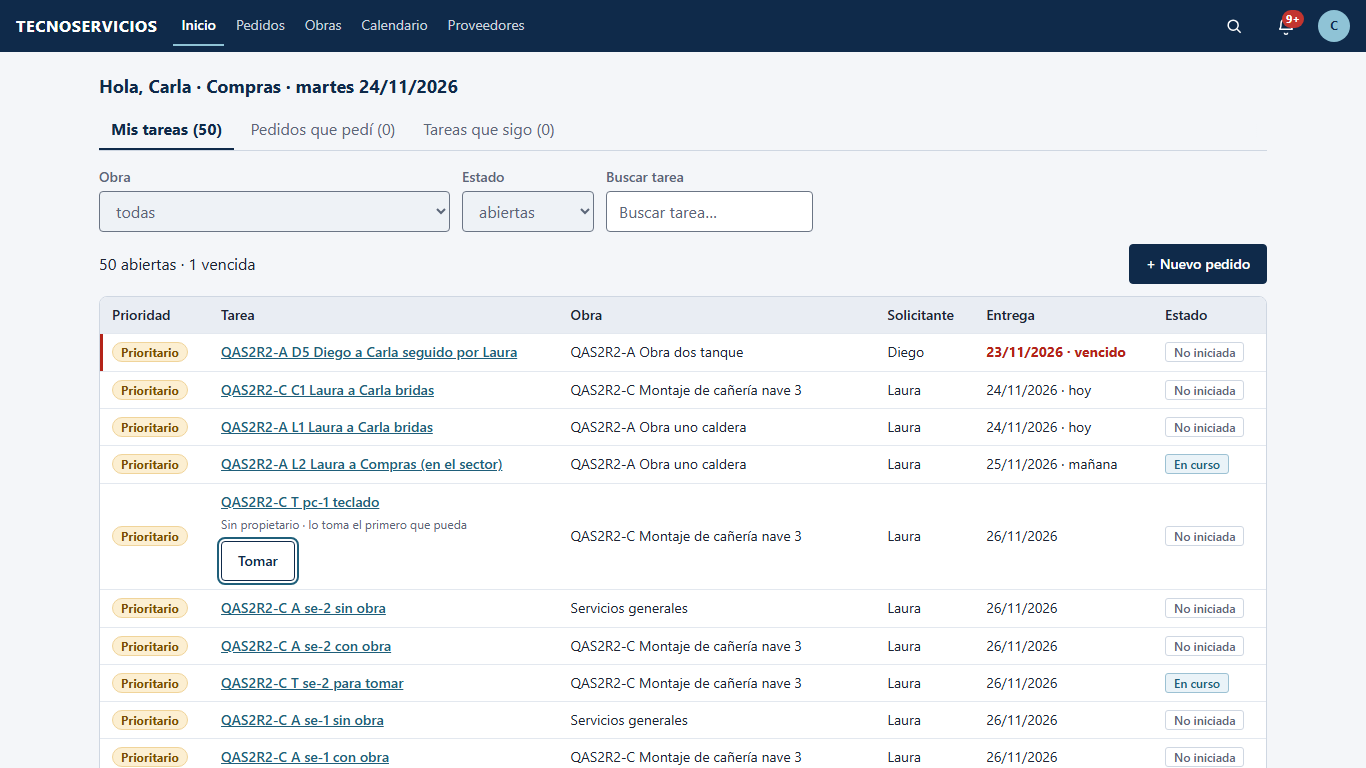 TECNOSERVICIOS Inicio Pedidos Obras Calendario Proveedores 9+ C
Hola, Carla · Compras · martes 24/11/2026
Mis tareas (50) Pedidos que pedí (0) Tareas que sigo (0)
Obra Estado Buscar tarea
todas abiertas Buscar tarea...
50 abiertas · 1 vencida + Nuevo pedido
Prioridad Tarea Obra Solicitante Entrega Estado
Prioritario QAS2R2-A D5 Diego a Carla seguido por Laura QAS2R2-A Obra dos tanque Diego 23/11/2026 · vencido No iniciada
Prioritario QAS2R2-C C1 Laura a Carla bridas QAS2R2-C Montaje de cañería nave 3 Laura 24/11/2026 · hoy No iniciada
Prioritario QAS2R2-A L1 Laura a Carla bridas QAS2R2-A Obra uno caldera Laura 24/11/2026 · hoy No iniciada
Prioritario QAS2R2-A L2 Laura a Compras (en el sector) QAS2R2-A Obra uno caldera Laura 25/11/2026 · mañana En curso
QAS2R2-C T pc-1 teclado
Sin propietario · lo toma el primero que pueda
Prioritario QAS2R2-C Montaje de cañería nave 3 Laura 26/11/2026 No iniciada
Tomar
Prioritario QAS2R2-C A se-2 sin obra Servicios generales Laura 26/11/2026 No iniciada
Prioritario QAS2R2-C A se-2 con obra QAS2R2-C Montaje de cañería nave 3 Laura 26/11/2026 No iniciada
Prioritario QAS2R2-C T se-2 para tomar QAS2R2-C Montaje de cañería nave 3 Laura 26/11/2026 En curso
Prioritario QAS2R2-C A se-1 sin obra Servicios generales Laura 26/11/2026 No iniciada
Prioritario QAS2R2-C A se-1 con obra QAS2R2-C Montaje de cañería nave 3 Laura 26/11/2026 No iniciada